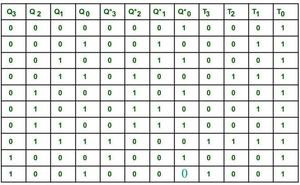 Q3 Q2 Q1 Q0 Q*3 Q*2 Q*1 Q*0 T3 T2 T1 T0
0 0 0 0 0 0 0 1 0 0 0 1
0 0 0 1 0 0 1 0 0 0 1 1
0 0 1 0 0 0 1 1 0 0 0 1
0 0 1 1 0 1 0 0 0 1 1 1
0 1 0 0 0 1 0 1 0 0 0 1
0 1 0 1 0 1 1 0 0 0 1 1
0 1 1 0 0 1 1 1 0 0 0 1
0 1 1 1 1 0 0 0 1 1 1 1
1 0 0 0 1 0 0 1 0 0 0 1
1 0 0 1 0 0 0 0 1 0 0 1